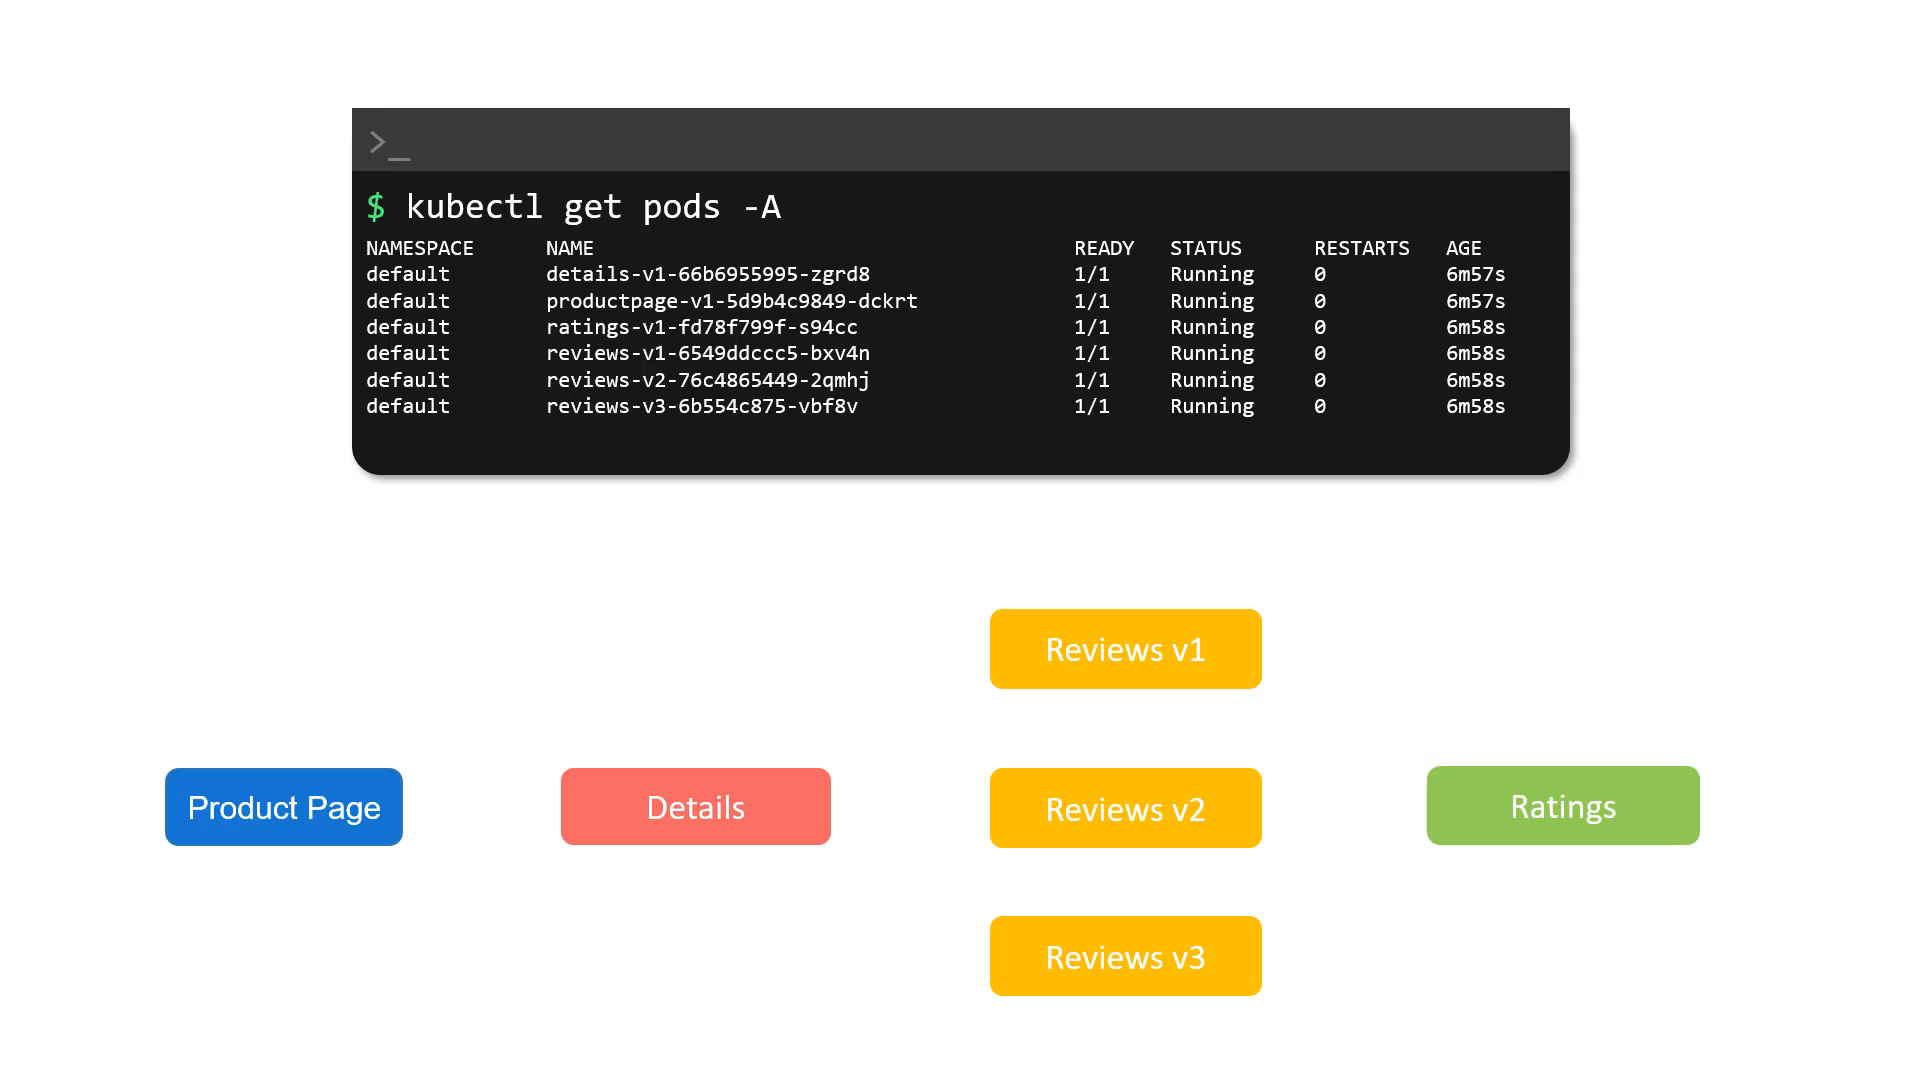 >_
$ kubectl get pods -A
NAMESPACE NAME READY STATUS RESTARTS AGE
default details-v1-66b6955995-zgrd8 1/1 Running 0 6m57s
default productpage-v1-5d9b4c9849-dckrt 1/1 Running 0 6m57s
default ratings-v1-fd78f799f-s94cc 1/1 Running 0 6m58s
default reviews-v1-6549ddccc5-bxv4n 1/1 Running 0 6m58s
default reviews-v2-76c4865449-2qmhj 1/1 Running 0 6m58s
default reviews-v3-6b554c875-vbf8v 1/1 Running 0 6m58s
Reviews v1
Product Page
Details
Reviews v2
Ratings
Reviews v3